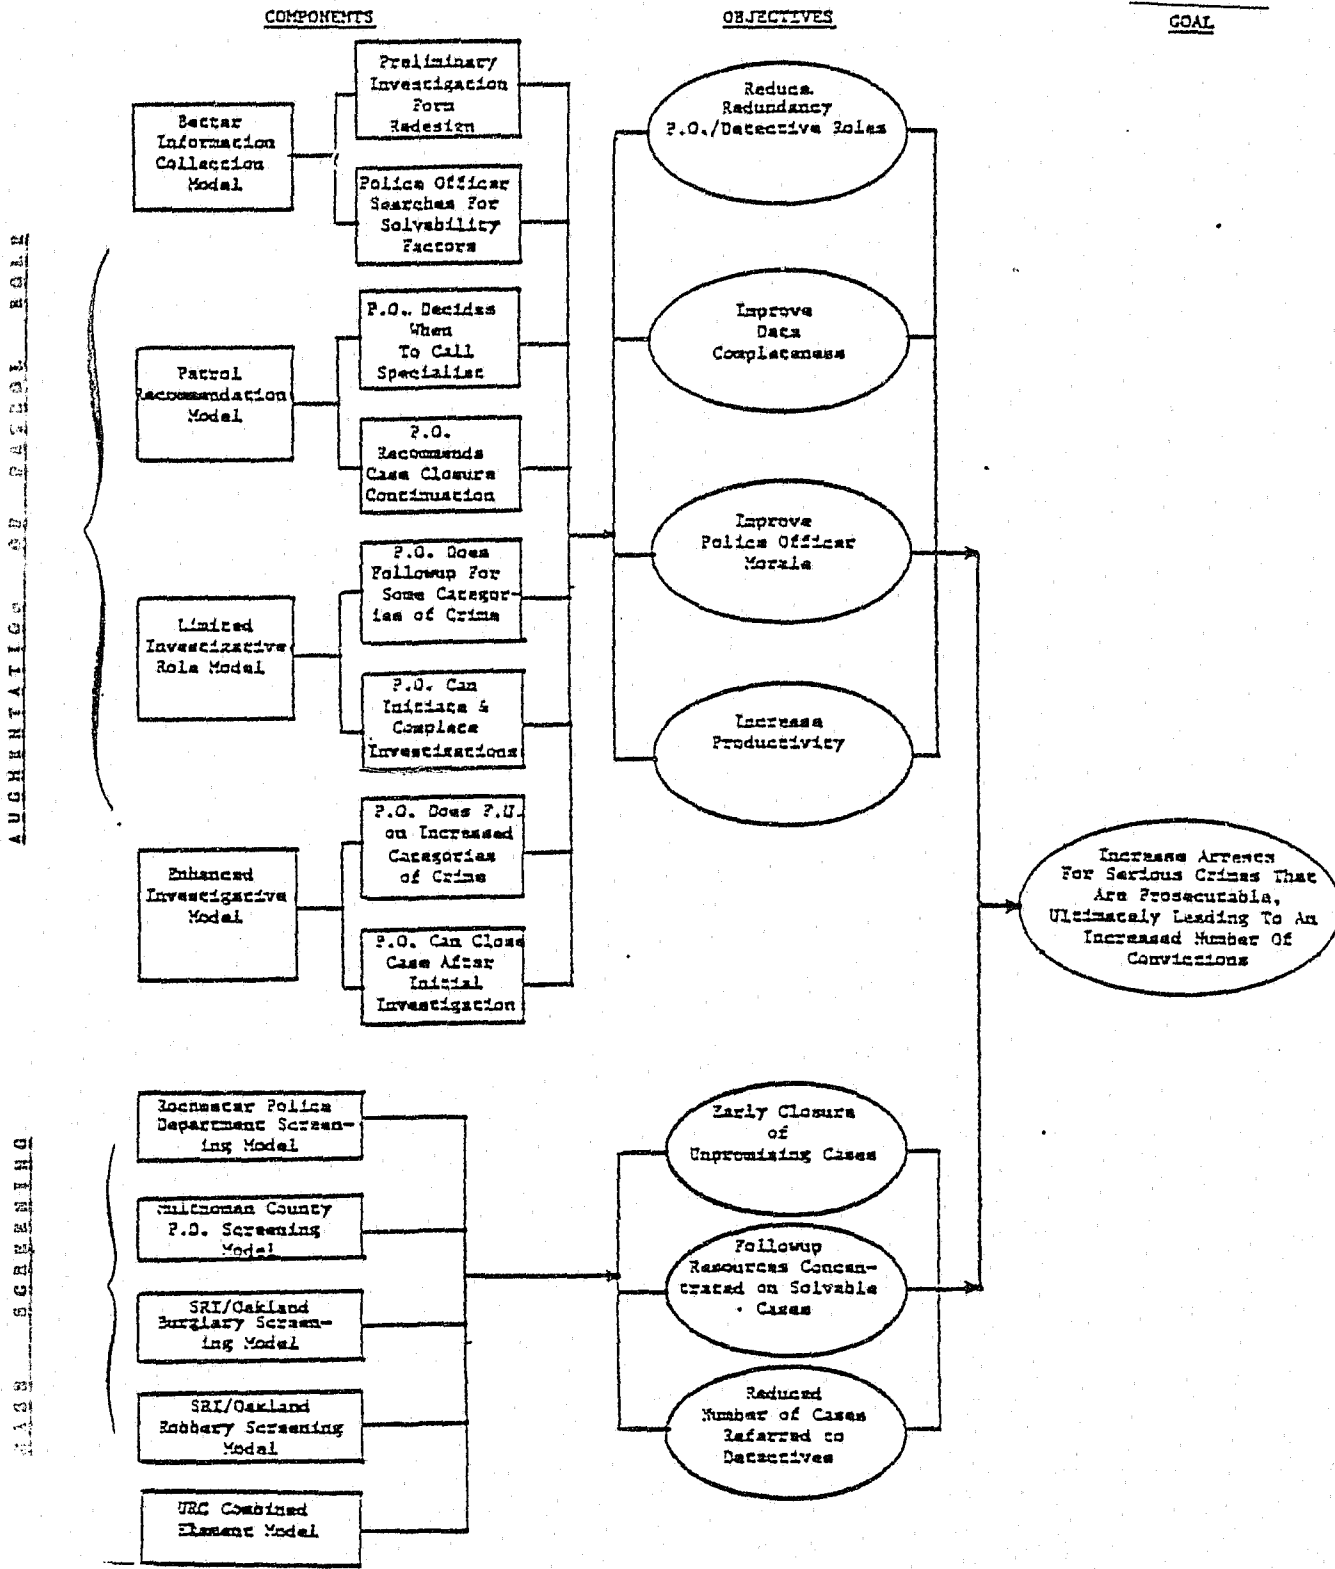 COMPONENTS
OBJECTIVES
GOAL
AUGMENTATION OF PATROL ROLE
Better
Information
Collection
Model
Preliminary
Investigation
Form
Redesign
Police Officer
Searches For
Solvability
Factors
Patrol
Recommendation
Model
P.O. Decides
When
To Call
Specialist
P.O.
Recommends
Case Closure
Continuation
Limited
Investigative
Role Model
P.O. Does
Followup For
Some Categor-
ies of Crime
P.O. Can
Initiate &
Complete
Investigations
Enhanced
Investigative
Model
P.O. Does F.U.
on Increased
Categories
of Crime
P.O. Can Close
Case After
Initial
Investigation
Reduce
Redundancy
P.O./Detective Roles
Improve
Data
Completeness
Improve
Police Officer
Morale
Increase
Productivity
Increase Arrests
For Serious Crimes That
Are Prosecutable,
Ultimately Leading To An
Increased Number Of
Convictions
SCREENING
Rochester Police
Department Screen-
ing Model
Multnoman County
P.O. Screening
Model
SRI/Oakland
Burglary Screen-
ing Model
SRI/Oakland
Robbery Screening
Model
URC Combined
Element Model
Early Closure
of
Unpromising Cases
Followup
Resources Concen-
trated on Solvable
Cases
Reduced
Number of Cases
Referred to
Detectives